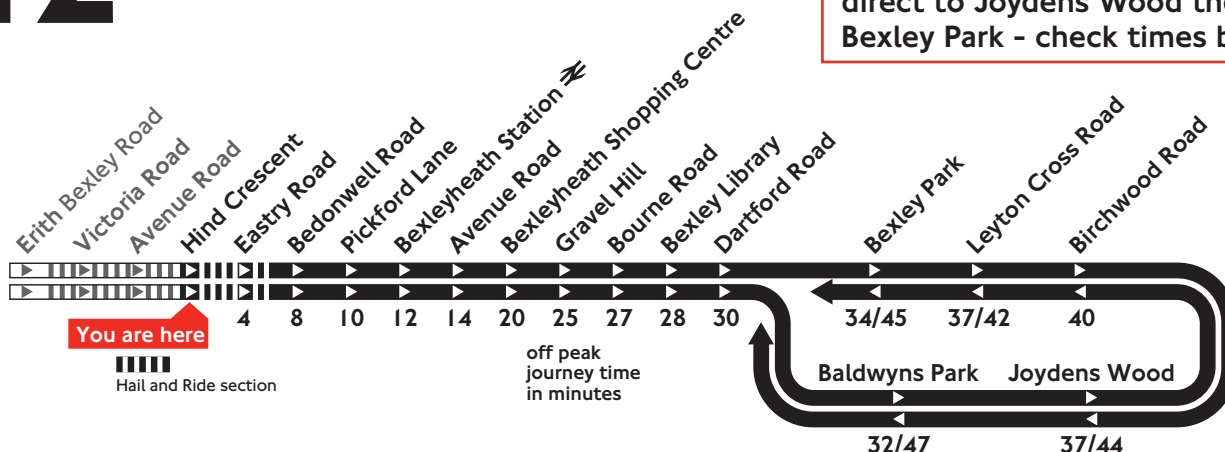 direct to Joydens Wood
Bexley Park - check times
Erith Bexley Road
Victoria Road
Avenue Road
Hind Crescent
Eastry Road
Bedonwell Road
Pickford Lane
Bexleyheath Station
Avenue Road
Bexleyheath Shopping Centre
Gravel Hill
Bourne Road
Bexley Library
Dartford Road
Bexley Park
Leyton Cross Road
Birchwood Road
4 8 10 12 14 20 25 27 28 30 34/45 37/42 40
You are here
Hail and Ride section
off peak
journey time
in minutes
Baldwyns Park Joydens Wood
32/47 37/44